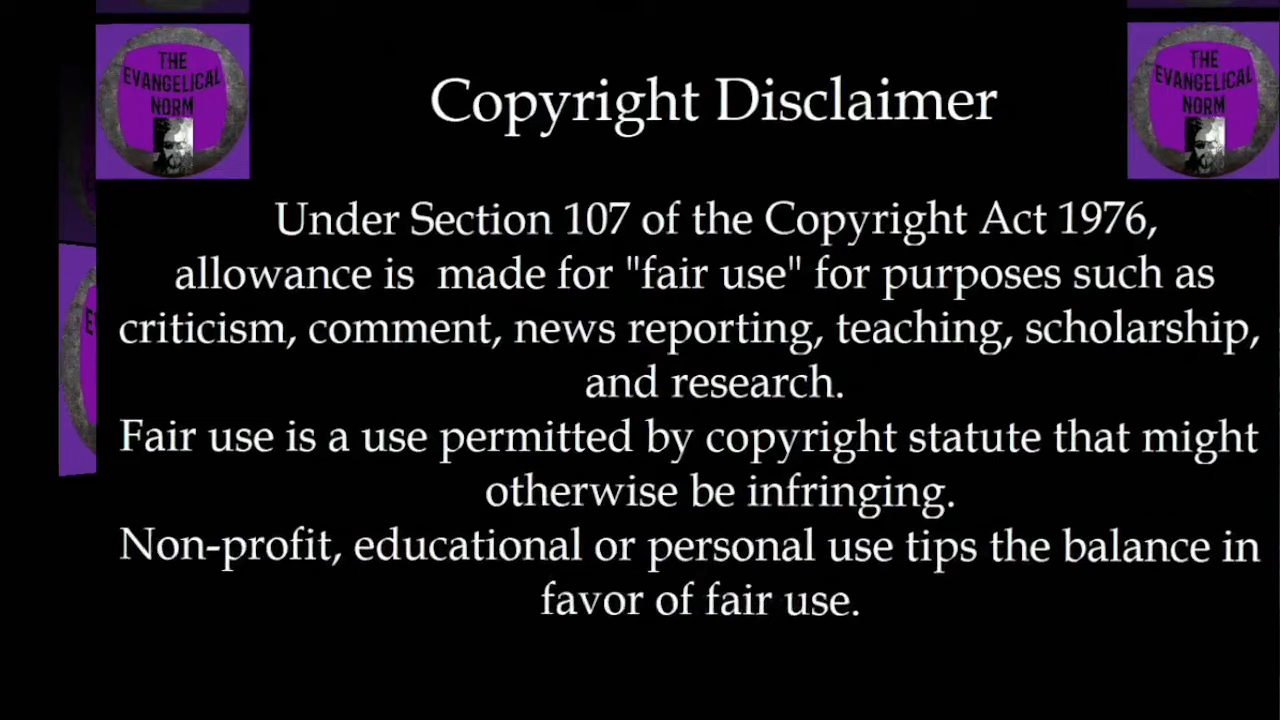 THE
EVANGELICAL
NORM
THE
EVANGELICAL
NORM
Copyright Disclaimer
Under Section 107 of the Copyright Act 1976,
allowance is  made for "fair use" for purposes such as
criticism, comment, news reporting, teaching, scholarship,
and research.
Fair use is a use permitted by copyright statute that might
otherwise be infringing.
Non-profit, educational or personal use tips the balance in
favor of fair use.